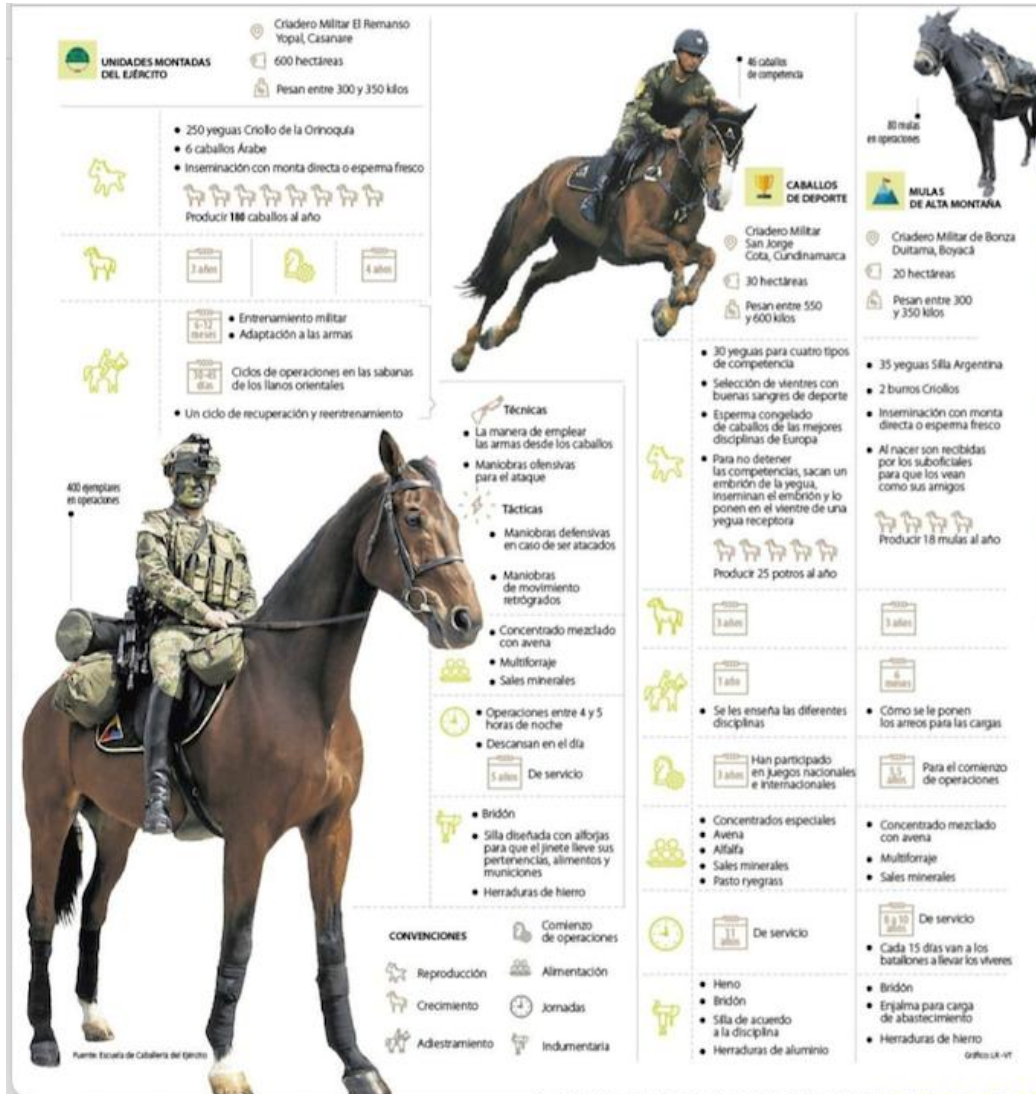 UNIDADES MONTADAS
DEL EJÉRCITO
Criadero Militar El Remanso
Yopal, Casanare
600 hectáreas
Pesan entre 300 y 350 kilos
• 250 yeguas Criollo de la Orinoquía
• 6 caballos Árabe
• Inseminación con monta directa o esperma fresco
Producir 180 caballos al año
3 años
4 años
6-12
meses
• Entrenamiento militar
• Adaptación a las armas
30-45
días
Ciclos de operaciones en las sabanas
de los llanos orientales
• Un ciclo de recuperación y reentrenamiento
400 ejemplares
en operaciones
Técnicas
• La manera de emplear
las armas desde los caballos
• Maniobras ofensivas
para el ataque
Tácticas
• Maniobras defensivas
en caso de ser atacados
• Maniobras
de movimiento
retrógrados
• Concentrado mezclado
con avena
• Multiforraje
• Sales minerales
• Operaciones entre 4 y 5
horas de noche
• Descansan en el día
5 años
De servicio
• Bridón
• Silla diseñada con alforjas
para que el jinete lleve sus
pertenencias, alimentos y
municiones
• Herraduras de hierro
46 caballos
de competencia
CABALLOS
DE DEPORTE
Criadero Militar
San Jorge
Cota, Cundinamarca
30 hectáreas
Pesan entre 550
y 600 kilos
• 30 yeguas para cuatro tipos
de competencia
• Selección de vientres con
buenas sangres de deporte
• Esperma congelado
de caballos de las mejores
disciplinas de Europa
• Para no detener
las competencias, sacan un
embrión de la yegua,
inseminan el embrión y lo
ponen en el vientre de una
yegua receptora
Producir 25 potros al año
3 años
1 año
• Se les enseña las diferentes
disciplinas
3 años
Han participado
en juegos nacionales
e internacionales
• Concentrados especiales
• Avena
• Alfalfa
• Sales minerales
• Pasto ryegrass
11
años
De servicio
• Heno
• Bridón
• Silla de acuerdo
a la disciplina
• Herraduras de aluminio
80 mulas
en operaciones
MULAS
DE ALTA MONTAÑA
Criadero Militar de Bonza
Duitama, Boyacá
20 hectáreas
Pesan entre 300
y 350 kilos
• 35 yeguas Silla Argentina
• 2 burros Criollos
• Inseminación con monta
directa o esperma fresco
• Al nacer son recibidas
por los suboficiales
para que los vean
como sus amigos
Producir 18 mulas al año
3 años
6
meses
• Cómo se le ponen
los arreos para las cargas
3,5
años
Para el comienzo
de operaciones
• Concentrado mezclado
con avena
• Multiforraje
• Sales minerales
8 a 10
años
De servicio
• Cada 15 días van a los
batallones a llevar los víveres
• Bridón
• Enjalma para carga
de abastecimiento
• Herraduras de hierro
CONVENCIONES
Reproducción
Crecimiento
Adiestramiento
Comienzo
de operaciones
Alimentación
Jornadas
Indumentaria
Fuente: Escuela de Caballería del Ejército
Gráfico: LR-VT